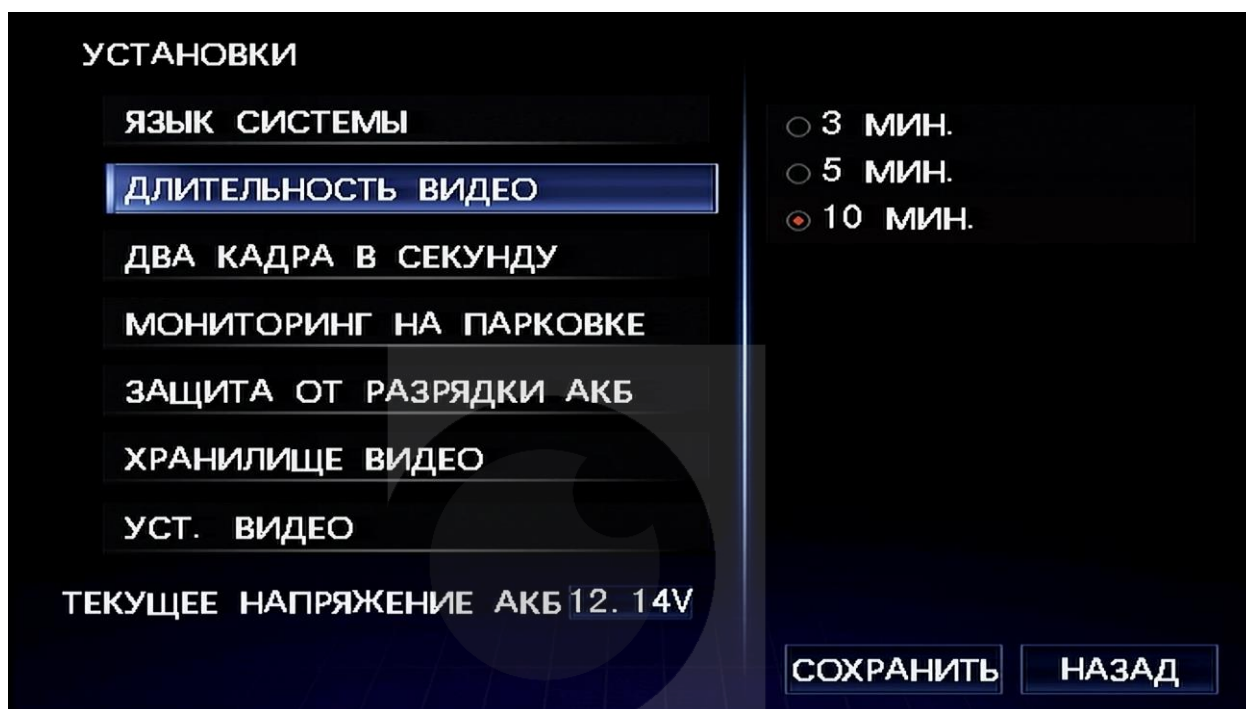 УСТАНОВКИ
ЯЗЫК СИСТЕМЫ
ДЛИТЕЛЬНОСТЬ ВИДЕО
ДВА КАДРА В СЕКУНДУ
МОНИТОРИНГ НА ПАРКОВКЕ
ЗАЩИТА ОТ РАЗРЯДКИ АКБ
ХРАНИЛИЩЕ ВИДЕО
УСТ. ВИДЕО
ТЕКУЩЕЕ НАПРЯЖЕНИЕ АКБ 12.14V
3 МИН.
5 МИН.
10 МИН.
СОХРАНИТЬ НАЗАД